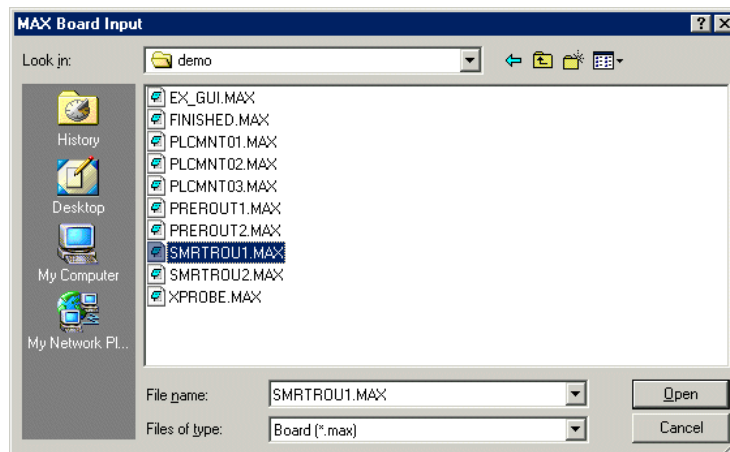 MAX Board Input
Look in:
demo
History
Desktop
My Computer
My Network Pl...
EX_GUI.MAX
FINISHED.MAX
PLCMNT01.MAX
PLCMNT02.MAX
PLCMNT03.MAX
PREROUT1.MAX
PREROUT2.MAX
SMRTROU1.MAX
SMRTROU2.MAX
XPROBE.MAX
File name:
SMRTROU1.MAX
Open
Files of type:
Board (*.max)
Cancel